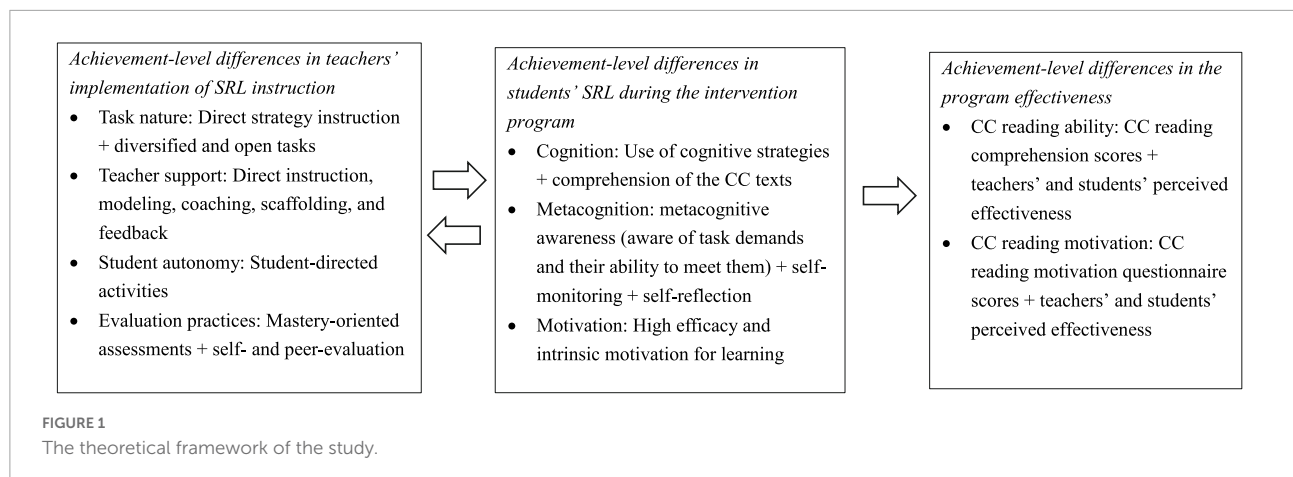 Achievement-level differences in teachers’
implementation of SRL instruction
• Task nature: Direct strategy instruction
+ diversified and open tasks
• Teacher support: Direct instruction,
modeling, coaching, scaffolding, and
feedback
• Student autonomy: Student-directed
activities
• Evaluation practices: Mastery-oriented
assessments + self- and peer-evaluation
Achievement-level differences in
students’ SRL during the intervention
program
• Cognition: Use of cognitive strategies
+ comprehension of the CC texts
• Metacognition: metacognitive
awareness (aware of task demands
and their ability to meet them) + self-
monitoring + self-reflection
• Motivation: High efficacy and
intrinsic motivation for learning
Achievement-level differences in the
program effectiveness
• CC reading ability: CC reading
comprehension scores +
teachers’ and students’ perceived
effectiveness
• CC reading motivation: CC
reading motivation questionnaire
scores + teachers’ and students’
perceived effectiveness
FIGURE 1
The theoretical framework of the study.